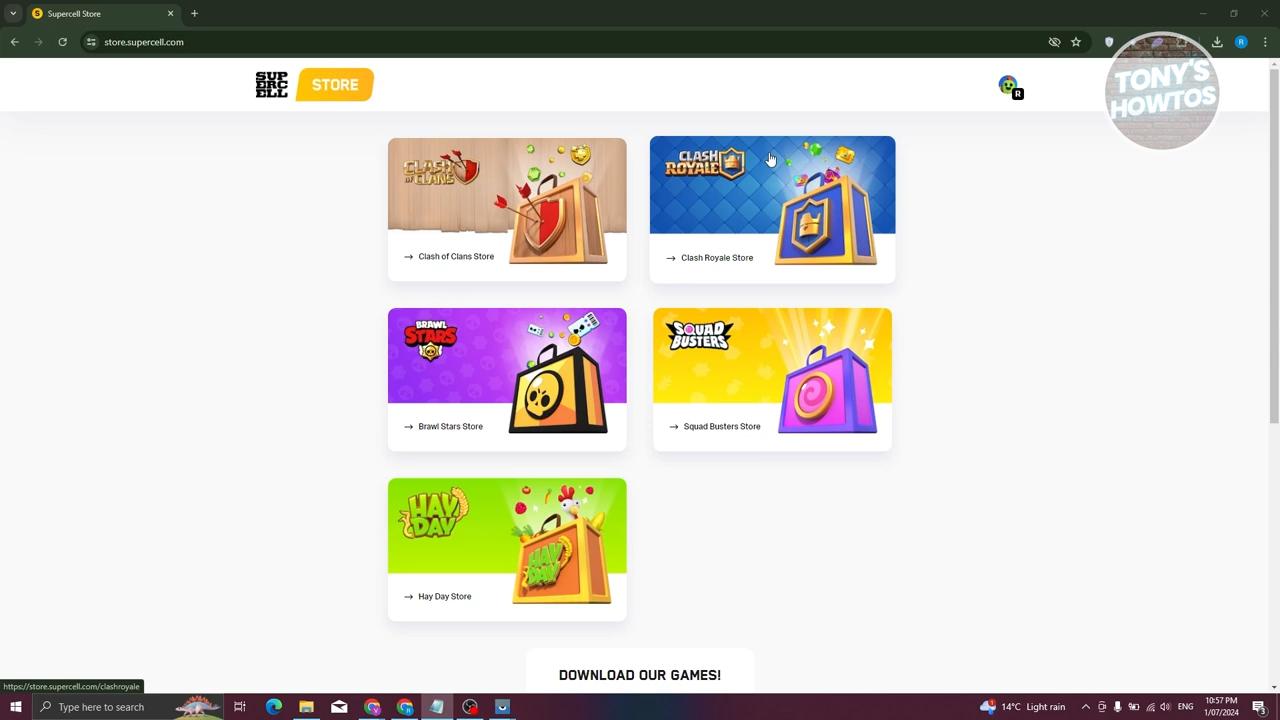 Supercell Store
store.supercell.com
R
SUP
ERC
ELL
STORE
R
TONY'S
HOWTOS
CLASH
OF CLANS
Clash of Clans Store
CLASH
ROYALE
Clash Royale Store
BRAWL
STARS
Brawl Stars Store
SQUAD
BUSTERS
Squad Busters Store
HAY
DAY
HAY
DAY
Hay Day Store
DOWNLOAD OUR GAMES!
https://store.supercell.com/clashroyale
Type here to search
14°C Light rain
ENG
10:57 PM
1/07/2024